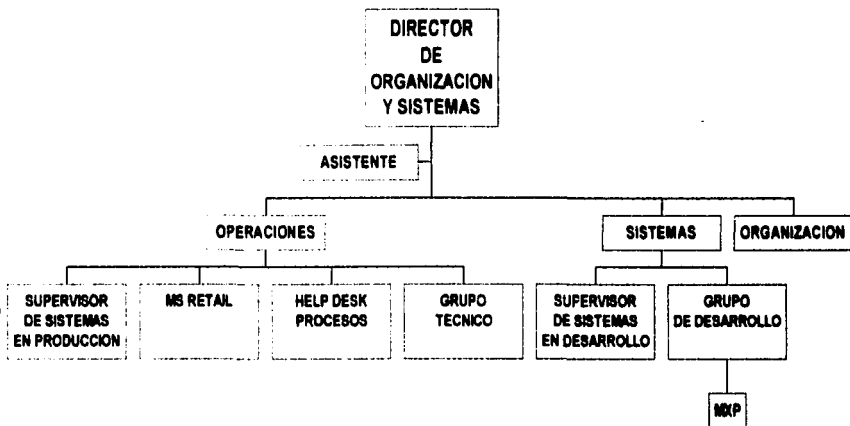 DIRECTOR
DE
ORGANIZACION
Y SISTEMAS
ASISTENTE
OPERACIONES
SISTEMAS
ORGANIZACION
SUPERVISOR
DE SISTEMAS
EN PRODUCCION
MS RETAIL
HELP DESK
PROCESOS
GRUPO
TECNICO
SUPERVISOR
DE SISTEMAS
EN DESARROLLO
GRUPO
DE DESARROLLO
MXP